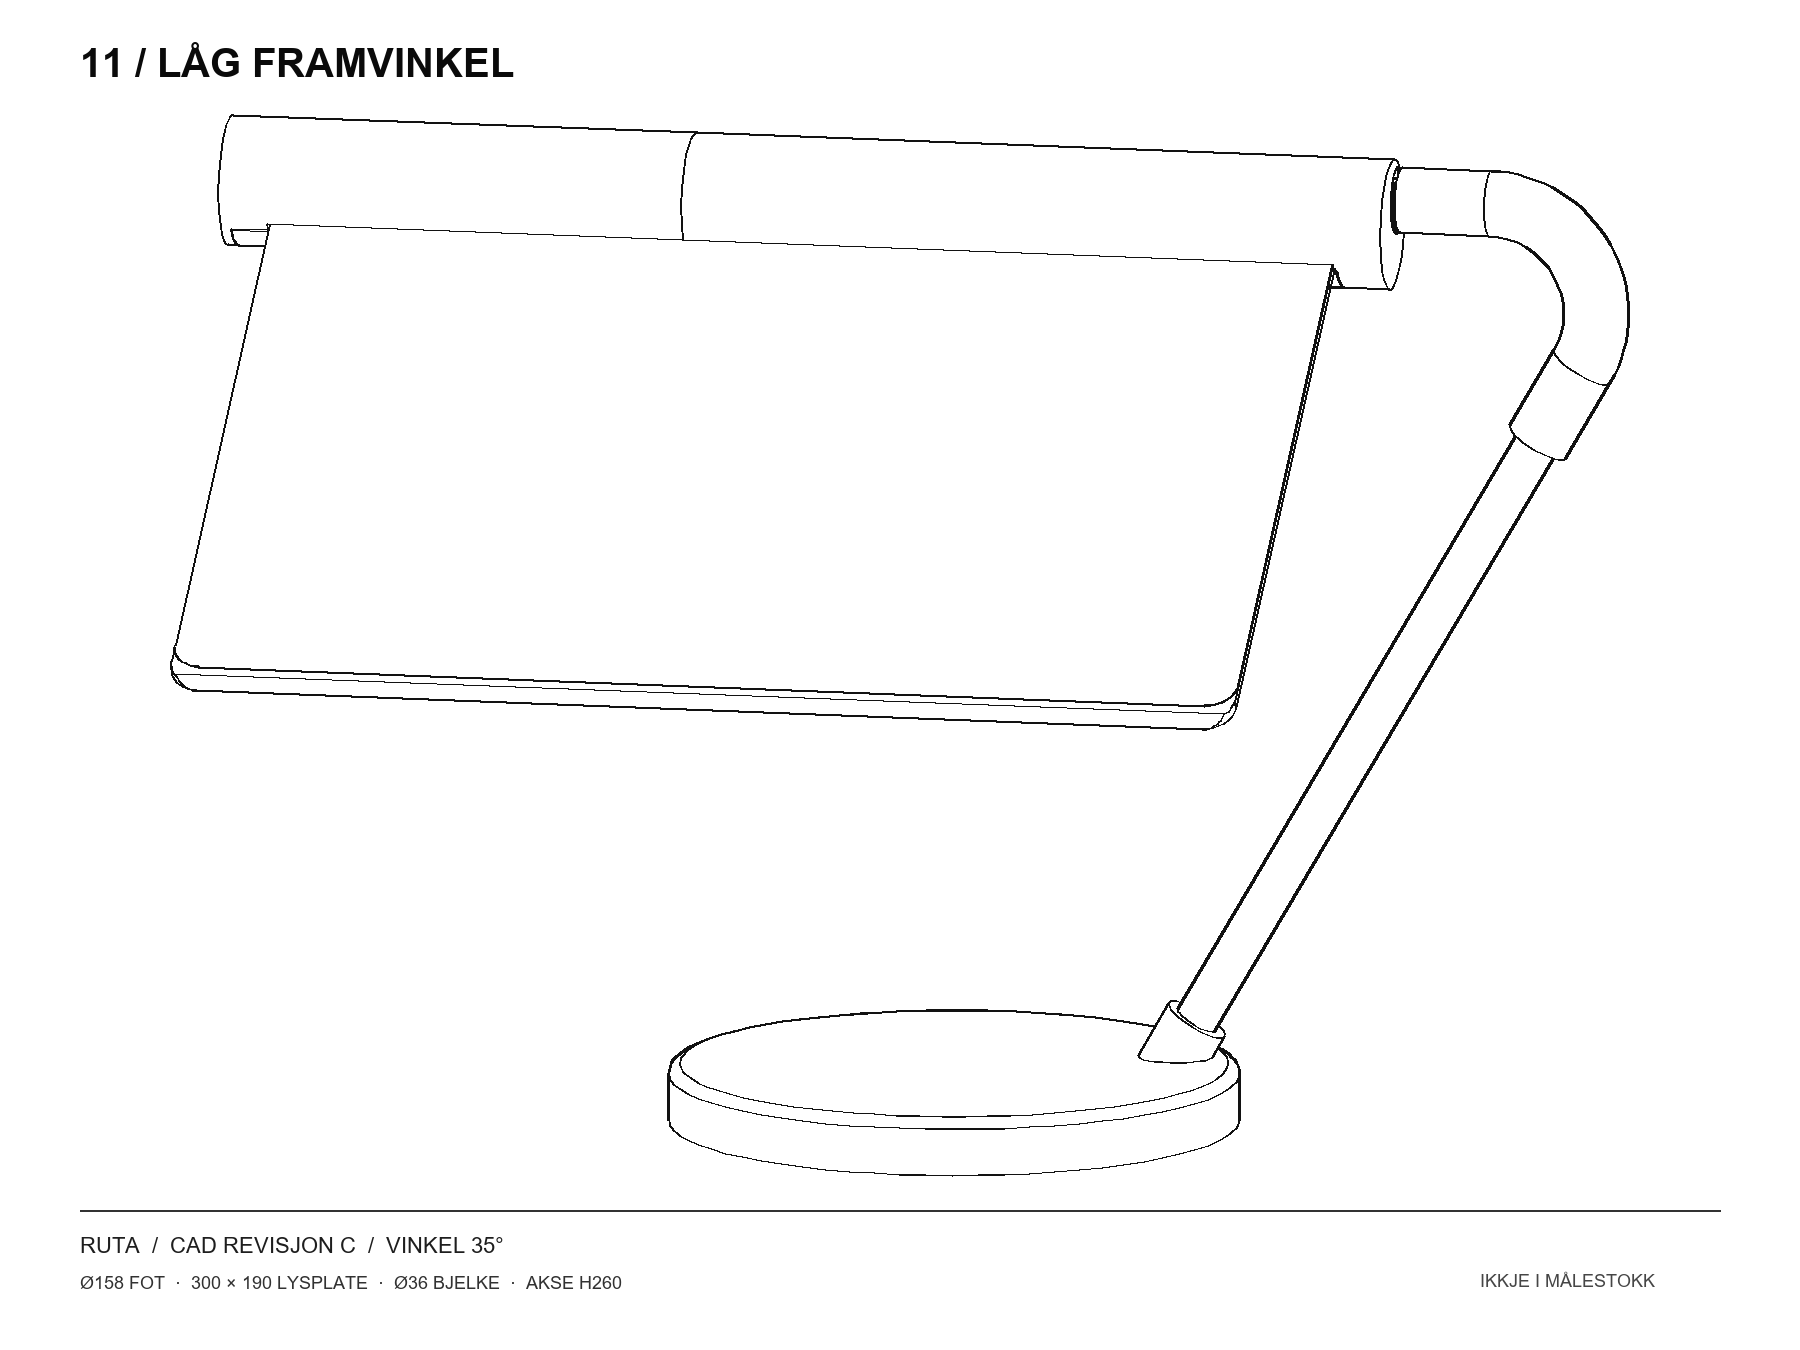 11 / LÅG FRAMVINKEL
RUTA / CAD REVISJON C / VINKEL 35°
Ø158 FOT · 300 × 190 LYSPLATE · Ø36 BJELKE · AKSE H260
IKKJE I MÅLESTOKK